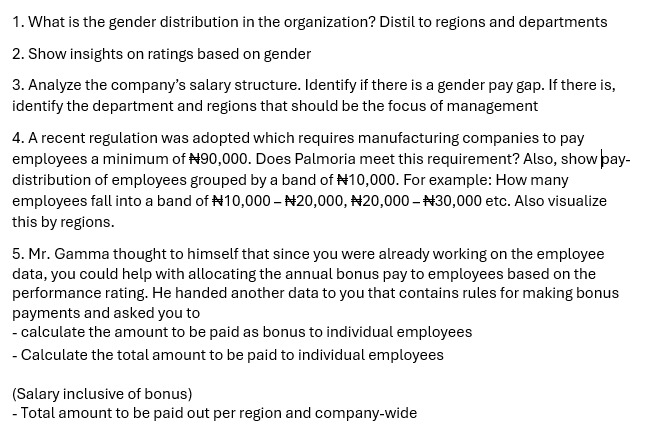 1. What is the gender distribution in the organization? Distil to regions and departments
2. Show insights on ratings based on gender
3. Analyze the company’s salary structure. Identify if there is a gender pay gap. If there is,
identify the department and regions that should be the focus of management
4. A recent regulation was adopted which requires manufacturing companies to pay
employees a minimum of ₦90,000. Does Palmoria meet this requirement? Also, show pay-
distribution of employees grouped by a band of ₦10,000. For example: How many
employees fall into a band of ₦10,000 – ₦20,000, ₦20,000 – ₦30,000 etc. Also visualize
this by regions.
5. Mr. Gamma thought to himself that since you were already working on the employee
data, you could help with allocating the annual bonus pay to employees based on the
performance rating. He handed another data to you that contains rules for making bonus
payments and asked you to
- calculate the amount to be paid as bonus to individual employees
- Calculate the total amount to be paid to individual employees
(Salary inclusive of bonus)
- Total amount to be paid out per region and company-wide